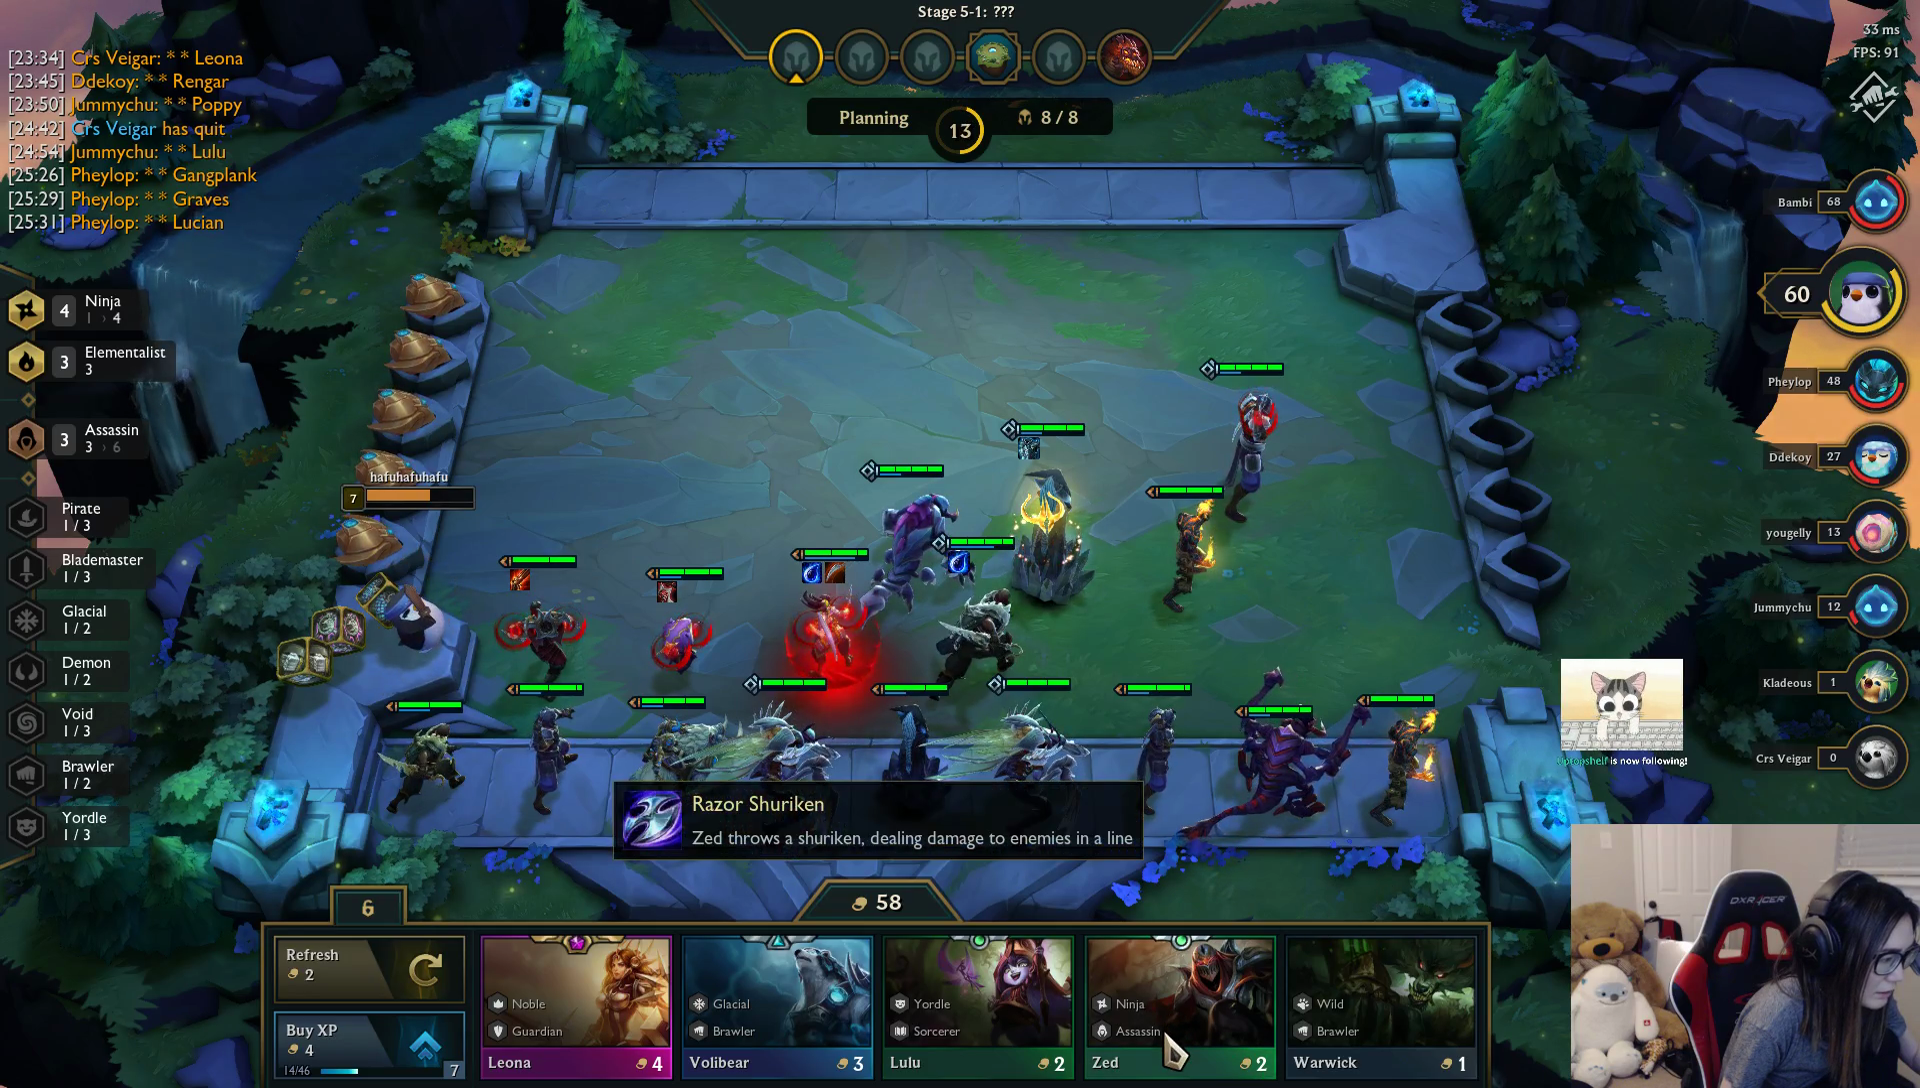 Stage 5-1: ???
33 ms
FPS: 91
[23:34] Crs Veigar: * * Leona
[23:45] Ddekoy: * * Rengar
[23:50] Jummychu: * * Poppy
[24:42] Crs Veigar has quit
[24:54] Jummychu: * * Lulu
[25:26] Pheylop: * * Gangplank
[25:29] Pheylop: * * Graves
[25:31] Pheylop: * * Lucian
Planning 13 8 / 8
Bambi 68
60
Pheylop 48
Ddekoy 27
yougelly 13
Jummychu 12
Kladeous 1
Crs Veigar 0
4 Ninja
1 › 4
3 Elementalist
3
3 Assassin
3 › 6
Pirate
1 / 3
Blademaster
1 / 3
Glacial
1 / 2
Demon
1 / 2
Void
1 / 3
Brawler
1 / 2
Yordle
1 / 3
hafuhafuhafu
7
is now following!
Razor Shuriken
Zed throws a shuriken, dealing damage to enemies in a line
6
58
Refresh
2
Buy XP
4
14/46 7
Noble
Guardian
Leona 4
Glacial
Brawler
Volibear 3
Yordle
Sorcerer
Lulu 2
Ninja
Assassin
Zed 2
Wild
Brawler
Warwick 1
DXRACER